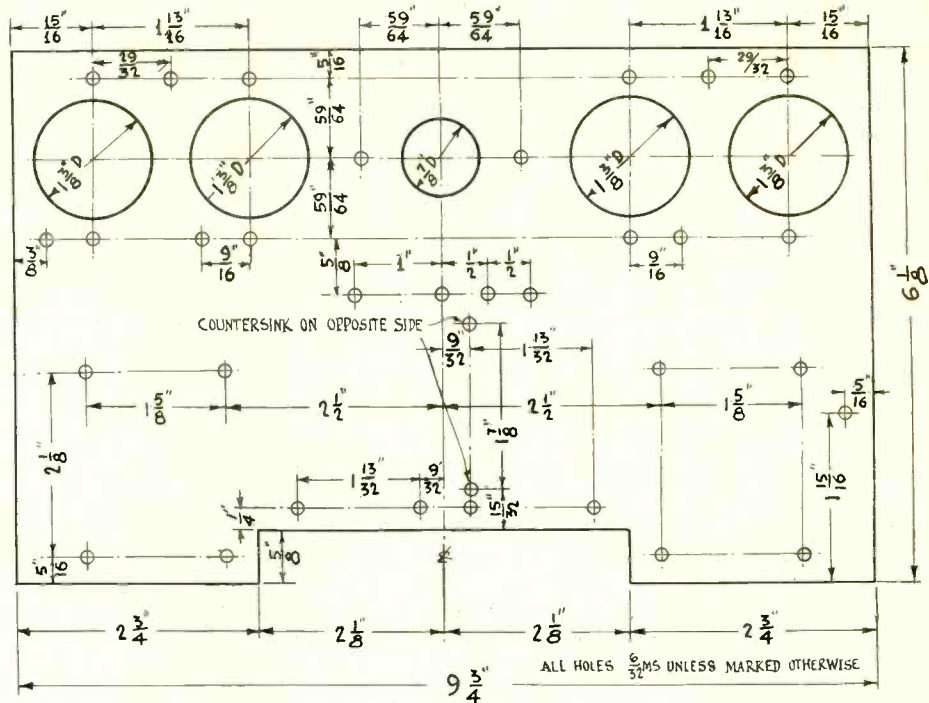 15/16" 1 13/16" 59/64" 59/64" 1 13/16" 15/16"
29/32" 5/16" 29/32"
1 3/8" D 1 3/8" D 59/64" 7/8" D 1 3/8" D 1 3/8" D
59/64"
3/8" 9/16" 5/8" 1" 1/2" 1/2" 9/16" 6 1/8"
COUNTERSINK ON OPPOSITE SIDE
9/32" 1 13/32"
1 5/8" 2 1/2" 2 1/2" 1 5/8" 5/16"
2 1/8" 1 7/8" 1 15/16"
1 13/32" 9/32"
1/4" 15/32"
5/16" 5/8"
2 3/4" 2 1/8" 2 1/8" 2 3/4"
ALL HOLES 6/32 MS UNLESS MARKED OTHERWISE
9 3/4"